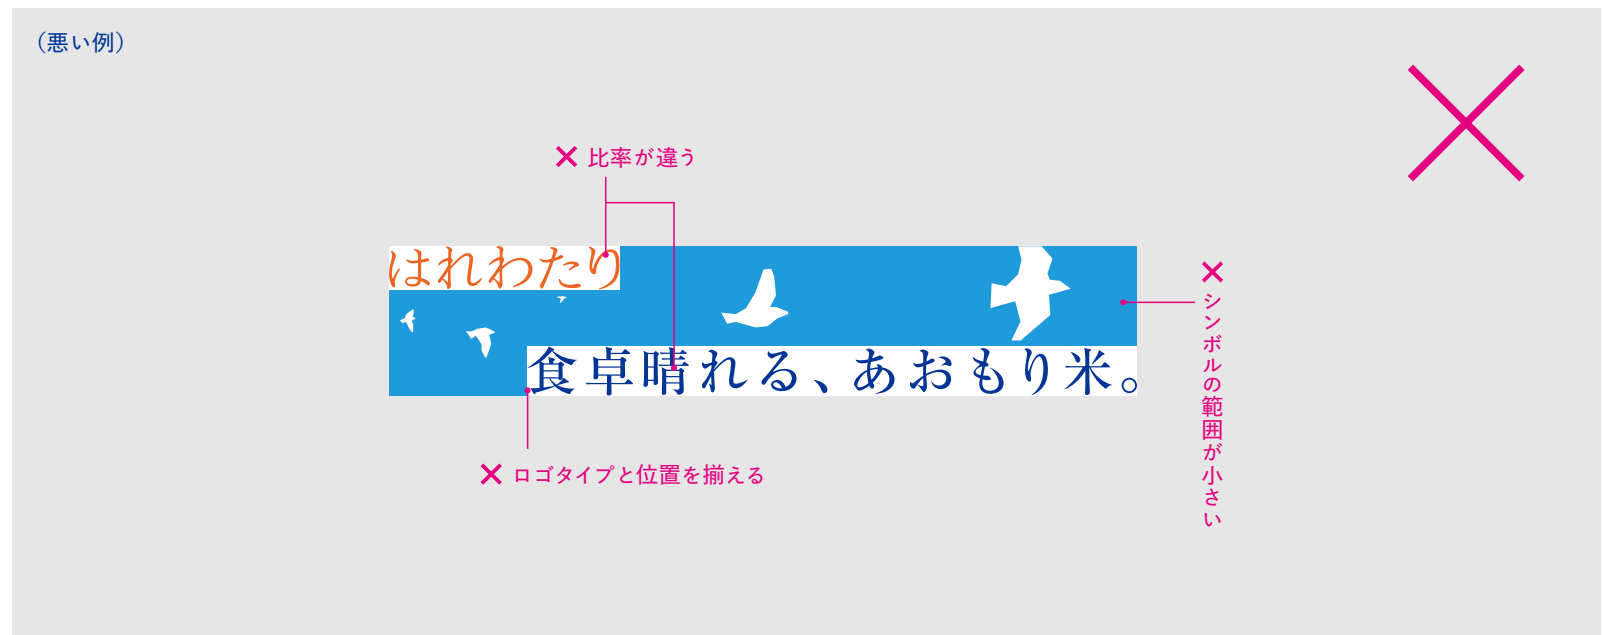 （悪い例）
比率が違う
はれわたり
食卓晴れる、あおもり米。
シンボルの範囲が小さい
ロゴタイプと位置を揃える